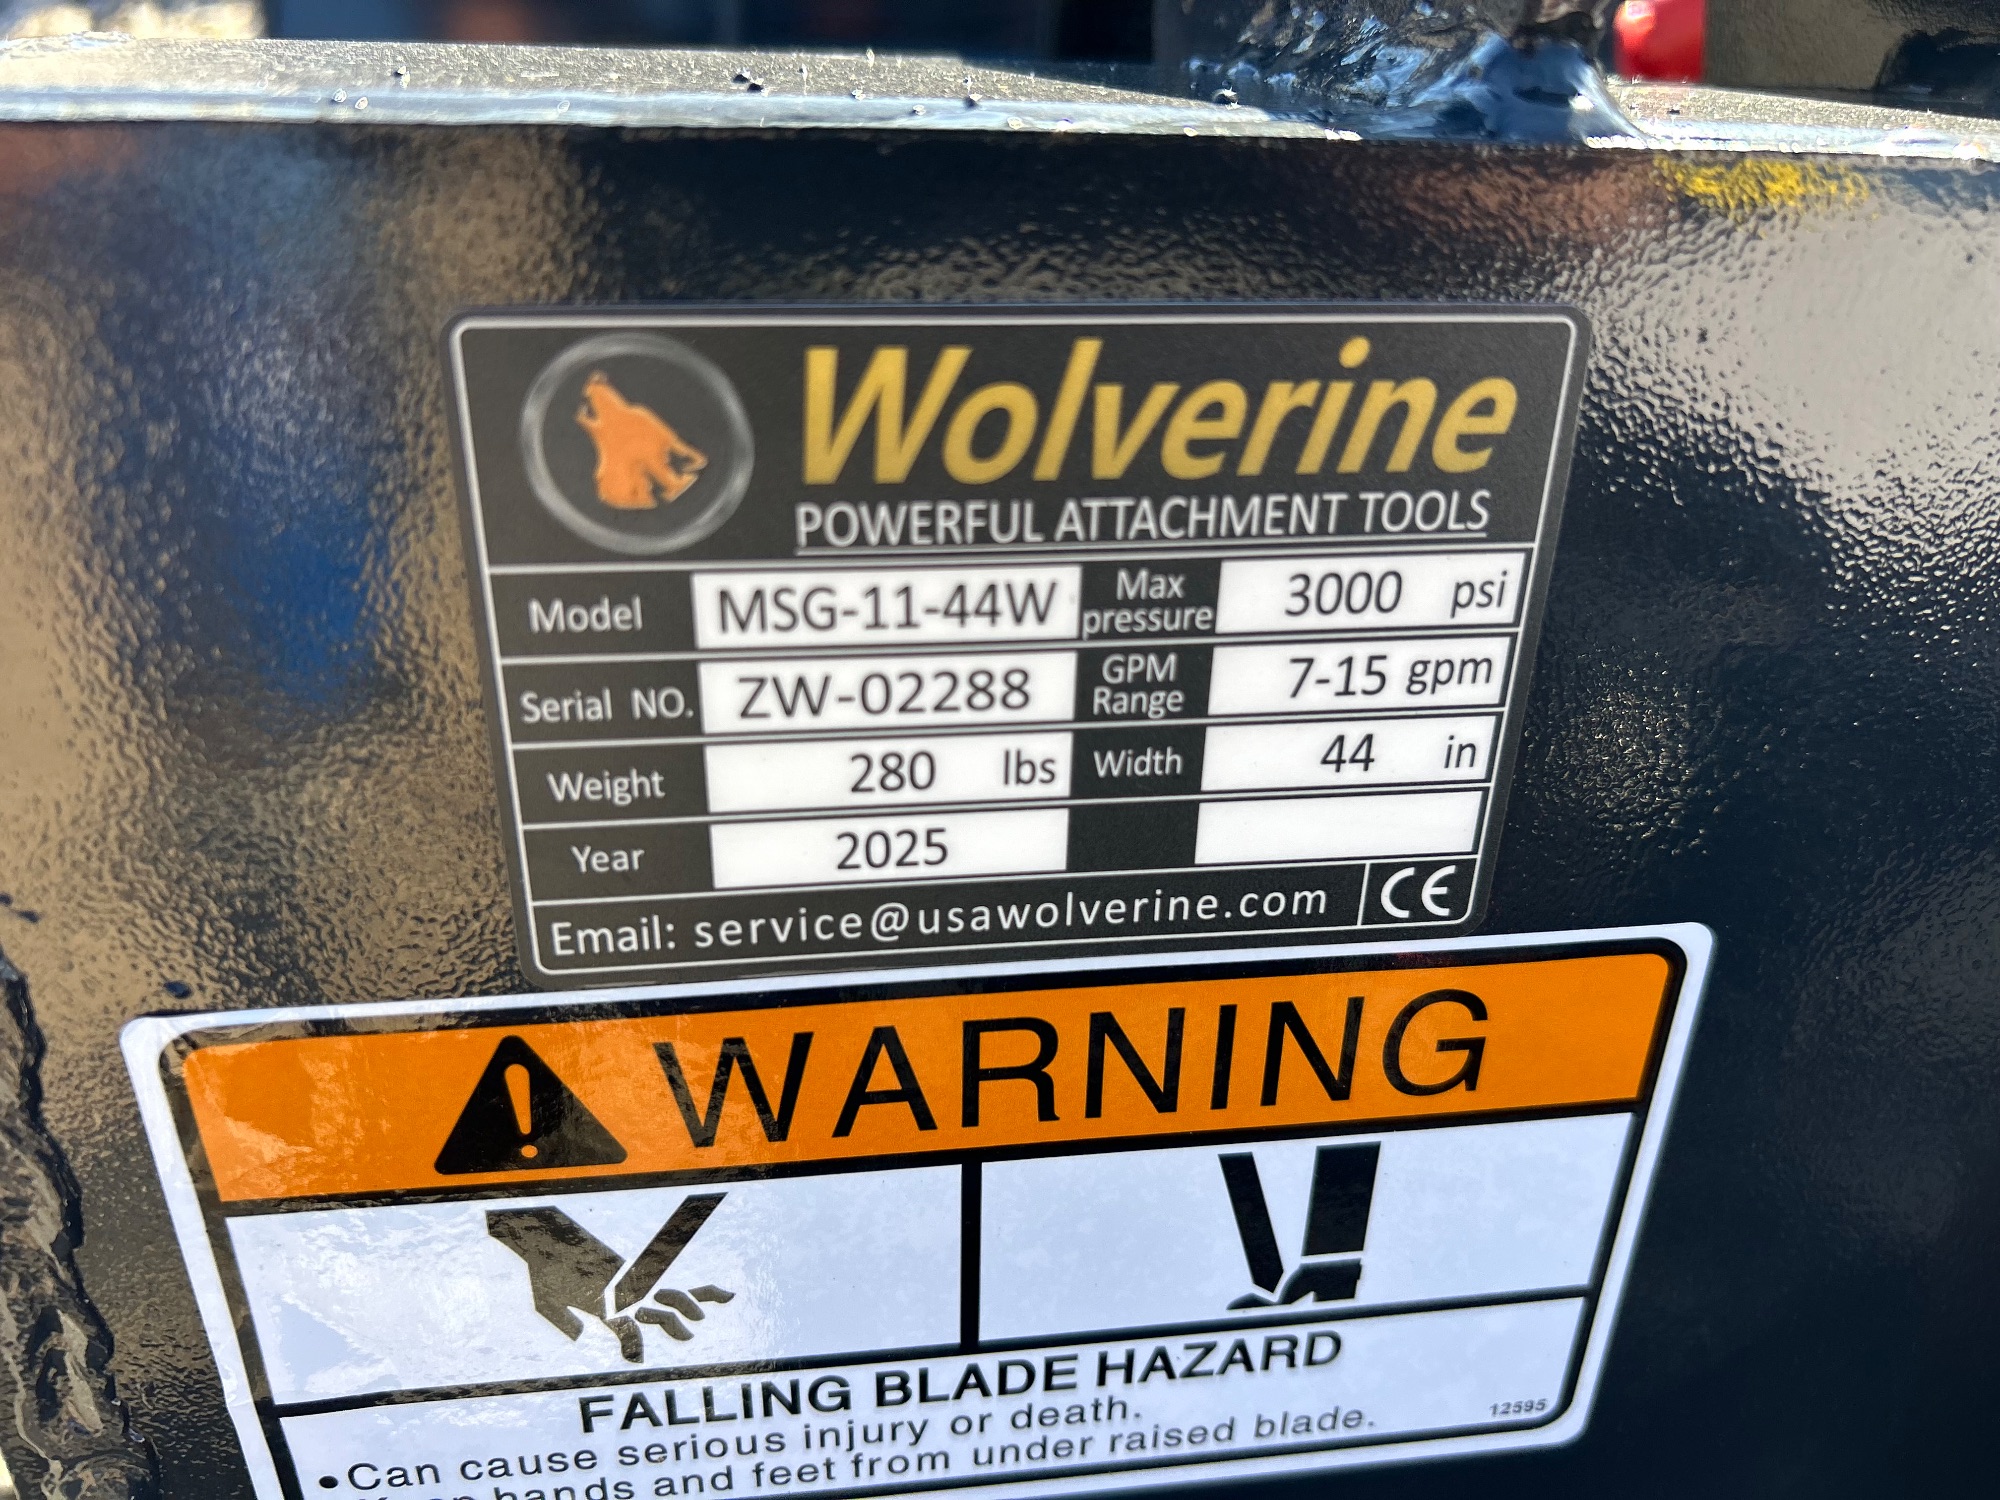 Wolverine
POWERFUL ATTACHMENT TOOLS
Model MSG-11-44W Max pressure 3000 psi
Serial NO. ZW-02288 GPM Range 7-15 gpm
Weight 280 lbs Width 44 in
Year 2025
Email: service@usawolverine.com CE
WARNING
FALLING BLADE HAZARD
•Can cause serious injury or death.
hands and feet from under raised blade.
12595